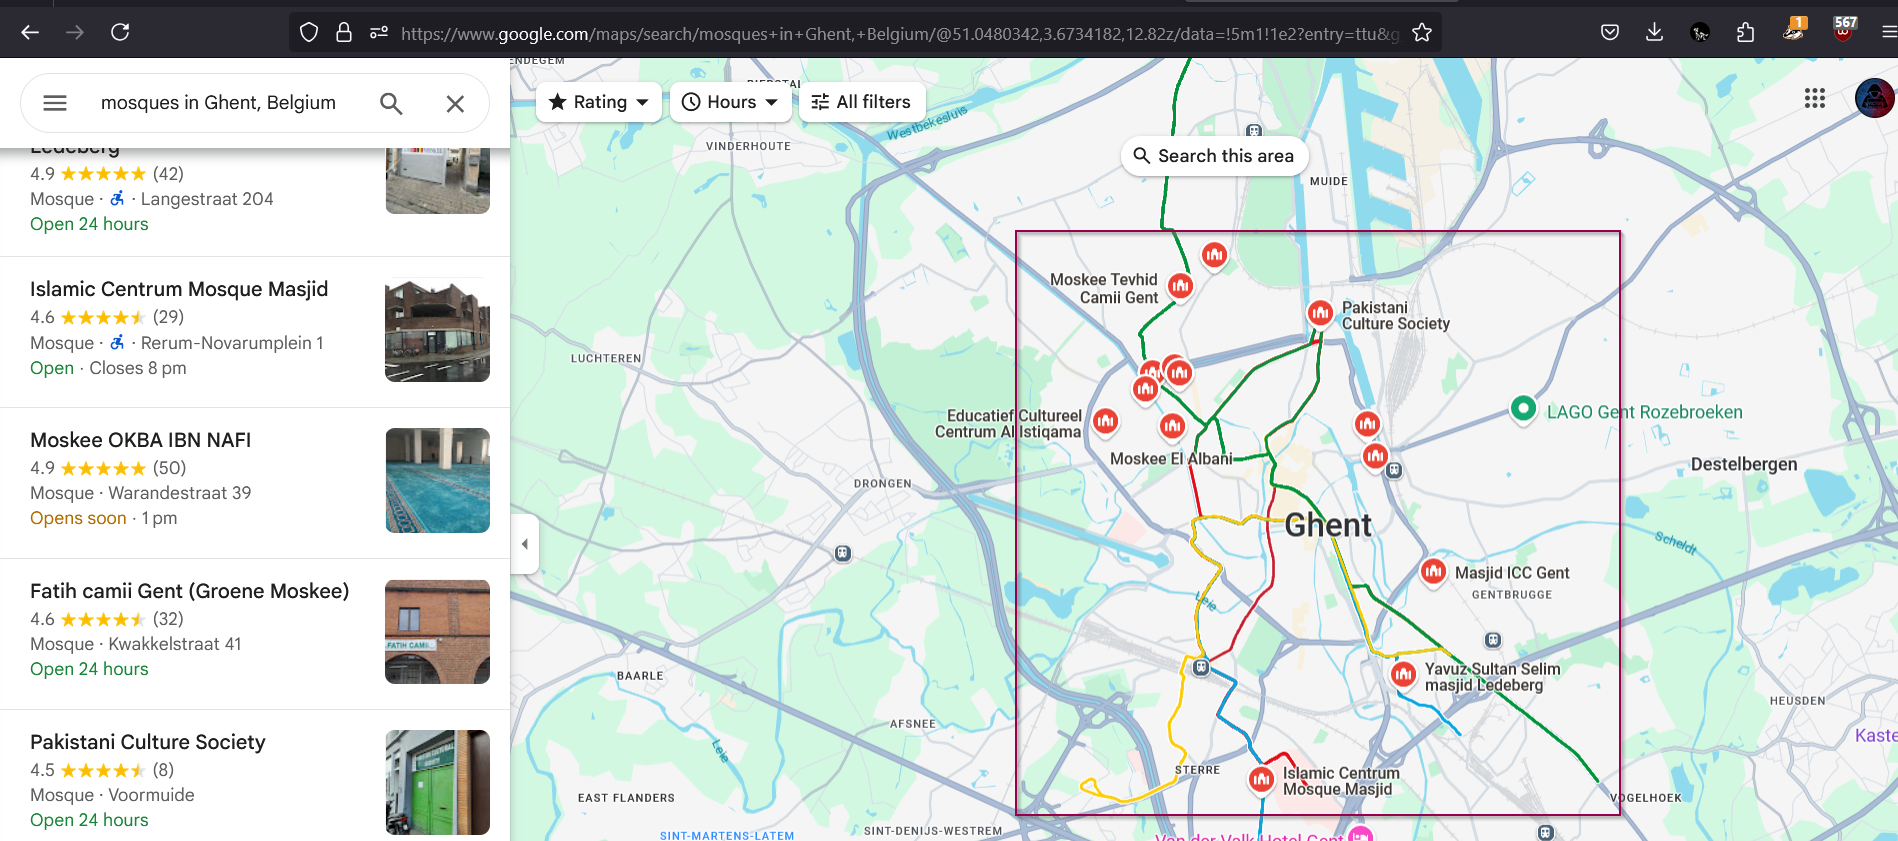 https://www.google.com/maps/search/mosques+in+Ghent,+Belgium/@51.0480342,3.6734182,12.82z/data=!5m1!1e2?entry=ttu&g
1
567
mosques in Ghent, Belgium
Ledeberg
4.9 (42)
Mosque · · Langestraat 204
Open 24 hours
Islamic Centrum Mosque Masjid
4.6 (29)
Mosque · · Rerum-Novarumplein 1
Open · Closes 8 pm
Moskee OKBA IBN NAFI
4.9 (50)
Mosque · Warandestraat 39
Opens soon · 1 pm
Fatih camii Gent (Groene Moskee)
4.6 (32)
Mosque · Kwakkelstraat 41
Open 24 hours
FATIH CAMII
Pakistani Culture Society
4.5 (8)
Mosque · Voormuide
Open 24 hours
Rating
Hours
All filters
Search this area
ENDEGEM
Westbekesluis
VINDERHOUTE
MUIDE
Moskee Tevhid
Camii Gent
Pakistani
Culture Society
LUCHTEREN
Educatief Cultureel
Centrum Al Istiqama
LAGO Gent Rozebroeken
Moskee El Albani
Destelbergen
DRONGEN
Ghent
Scheldt
Masjid ICC Gent
GENTBRUGGE
Leie
Yavuz Sultan Selim
masjid Ledeberg
BAARLE
HEUSDEN
AFSNEE
Kaste
Leie
STERRE
Islamic Centrum
Mosque Masjid
EAST FLANDERS
VOGELHOEK
SINT-MARTENS-LATEM
SINT-DENIJS-WESTREM
Van der Valk Hotel Gent